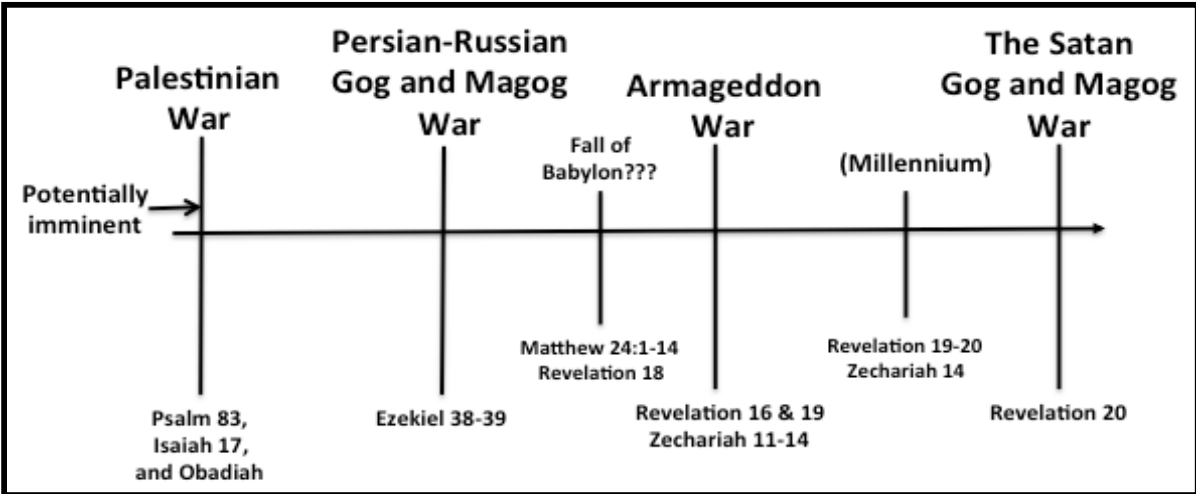 Palestinian
War
Persian-Russian
Gog and Magog
War
Fall of
Babylon???
Armageddon
War
(Millennium)
The Satan
Gog and Magog
War
Potentially
imminent
Psalm 83,
Isaiah 17,
and Obadiah
Ezekiel 38-39
Matthew 24:1-14
Revelation 18
Revelation 16 & 19
Zechariah 11-14
Revelation 19-20
Zechariah 14
Revelation 20